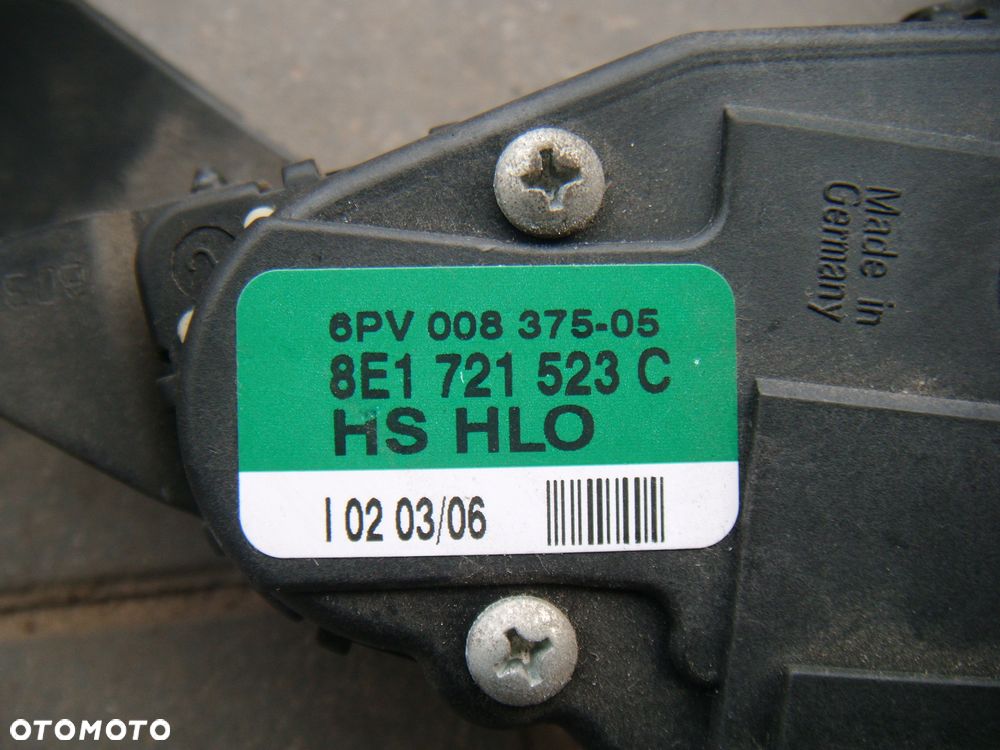 6PV 008 375-05
8E1 721 523 C
HS HLO
I 02 03/06
Made in
Germany
OTOMOTO